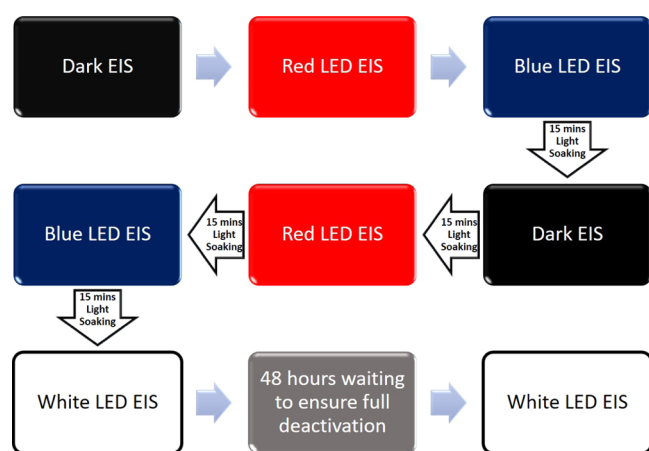 Dark EIS
Red LED EIS
Blue LED EIS
15 mins
Light
Soaking
Dark EIS
15 mins
Light
Soaking
Red LED EIS
15 mins
Light
Soaking
Blue LED EIS
15 mins
Light
Soaking
White LED EIS
48 hours waiting
to ensure full
deactivation
White LED EIS